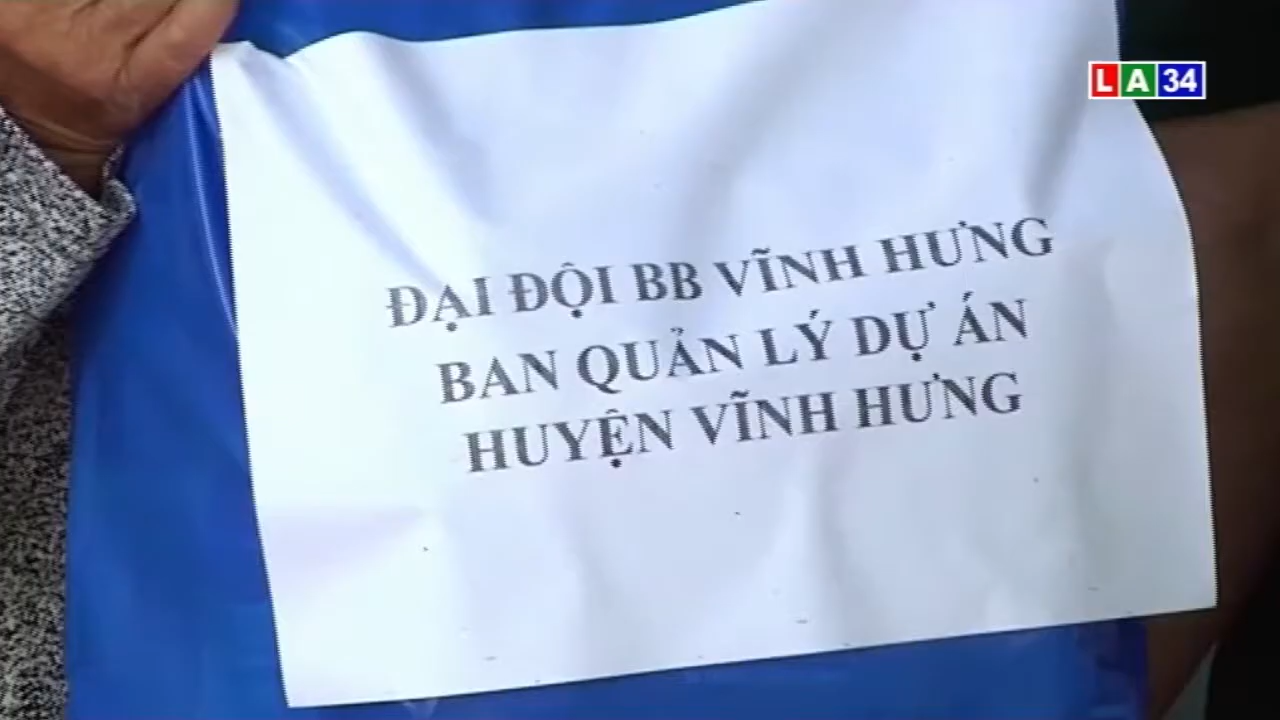 LA34
ĐẠI ĐỘI BB VĨNH HƯNG
BAN QUẢN LÝ DỰ ÁN
HUYỆN VĨNH HƯNG